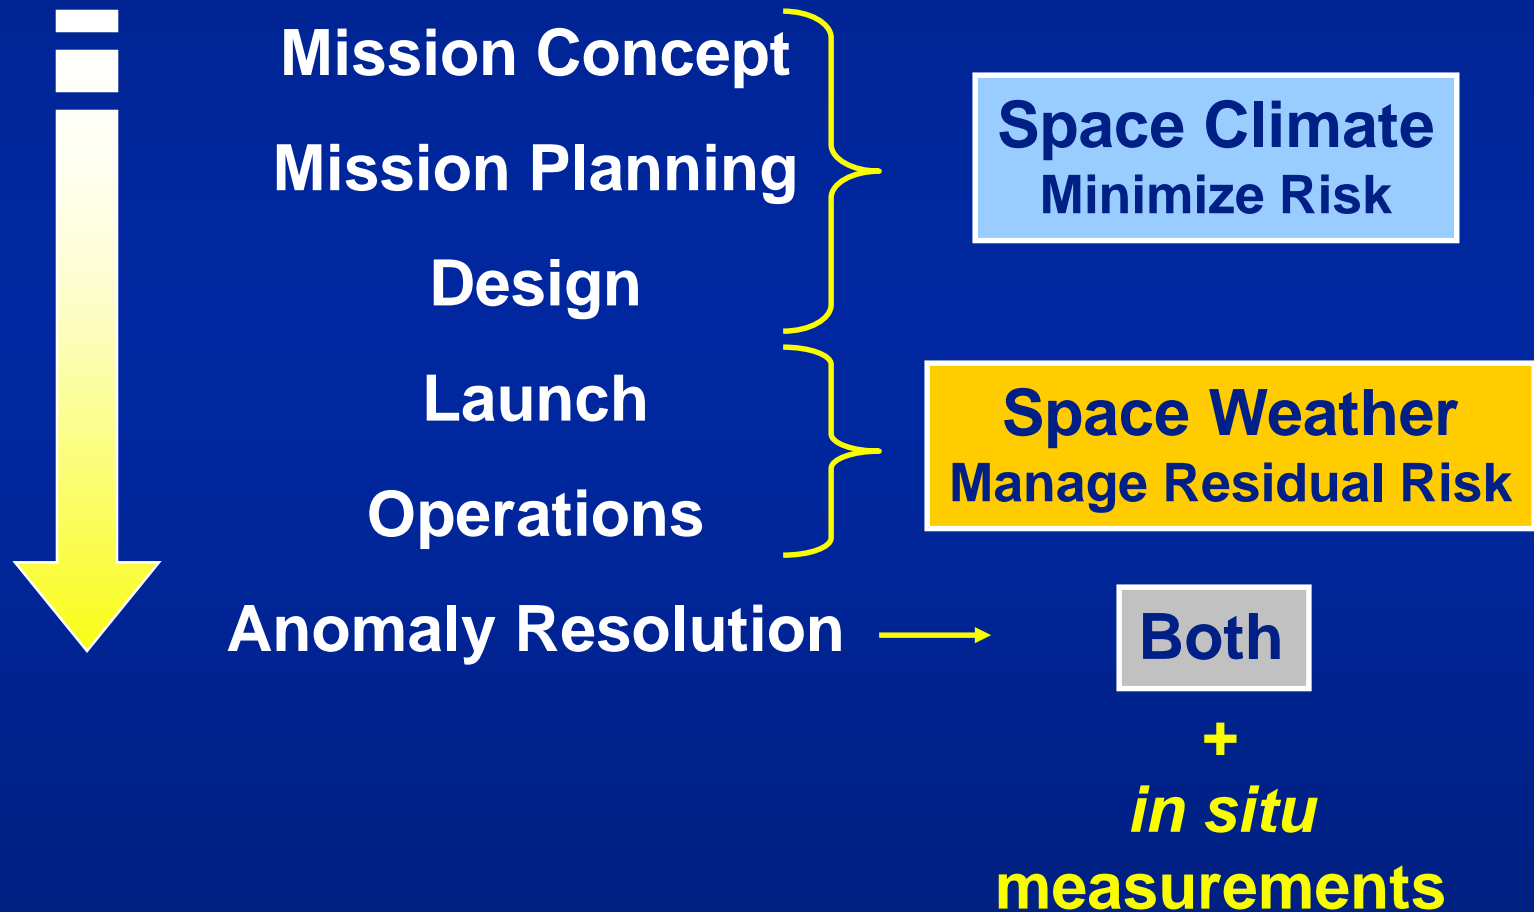 Mission Concept
Mission Planning
Design
Launch
Operations
Anomaly Resolution
Space Climate
Minimize Risk
Space Weather
Manage Residual Risk
Both
+
in situ
measurements